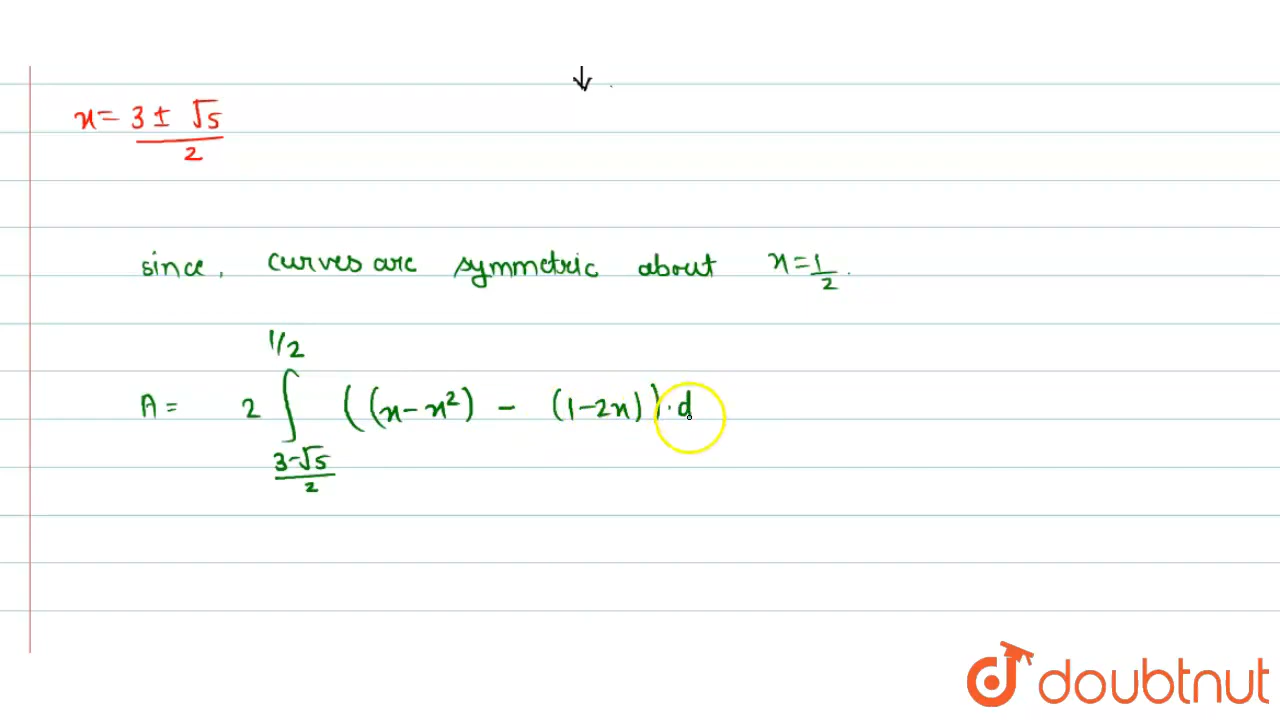 x = 3 ± √5 / 2
since, curves are symmetric about x = 1/2.
A = 2 ∫_{(3-√5)/2}^{1/2} ((x-x²) - (1-2x)) · d
doubtnut